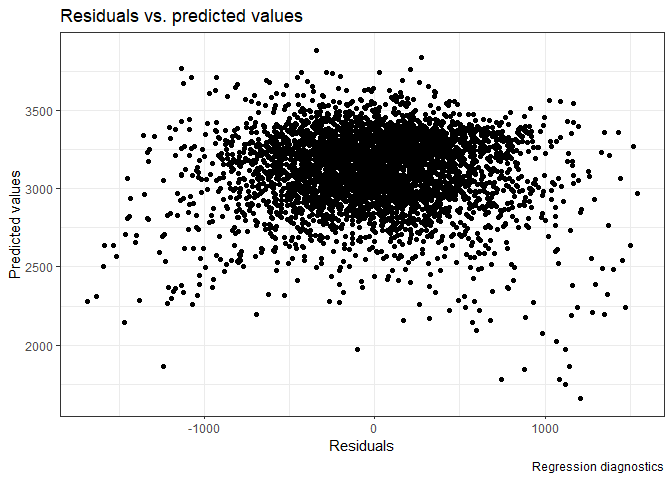 Residuals vs. predicted values
Predicted values
3500
3000
2500
2000
-1000
0
1000
Residuals
Regression diagnostics